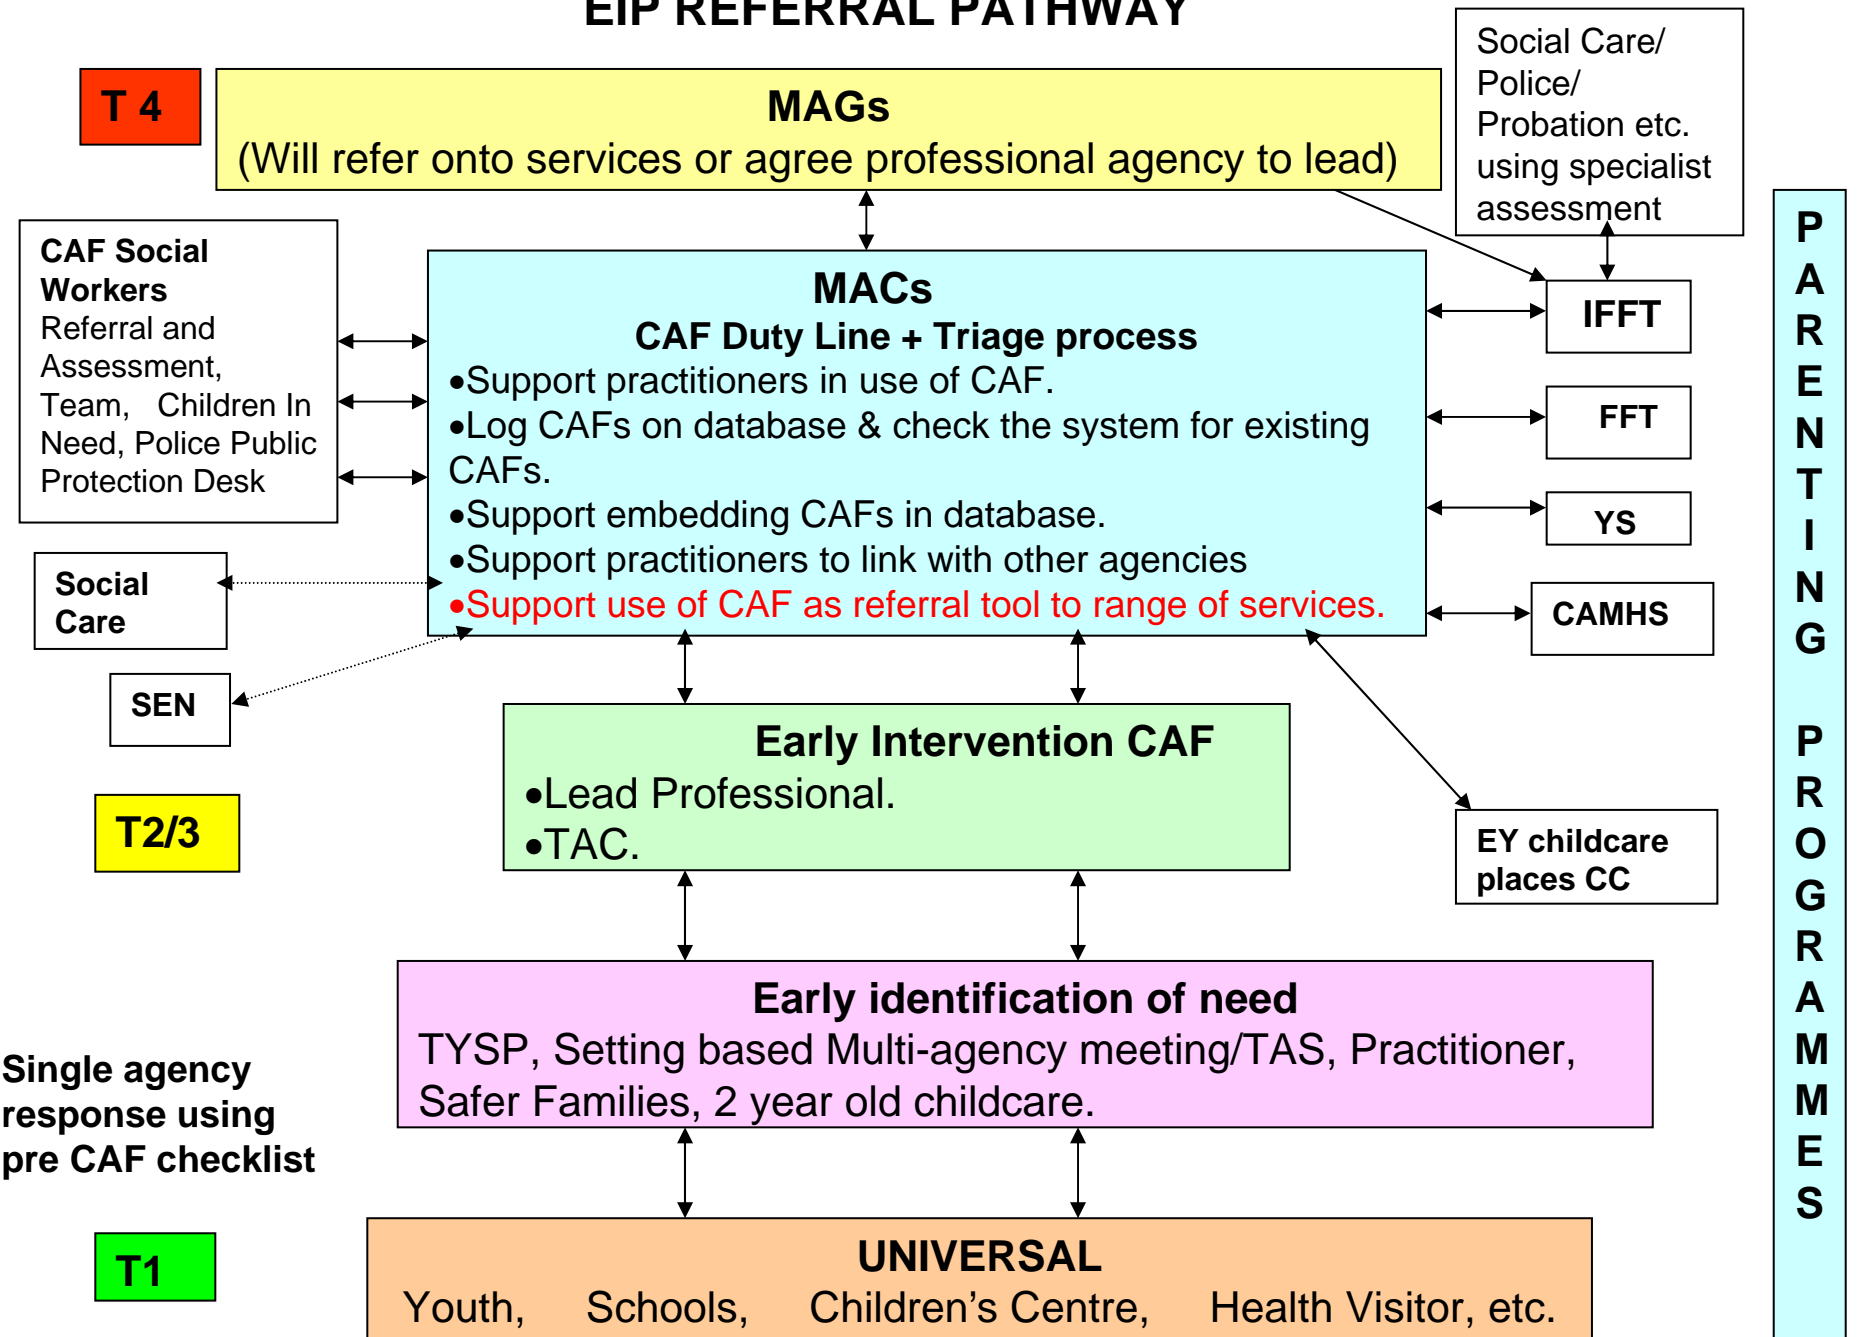 EIP REFERRAL PATHWAY
Social Care/
Police/
Probation etc.
using specialist
assessment
T 4
MAGs
(Will refer onto services or agree professional agency to lead)
CAF Social
Workers
Referral and
Assessment,
Team, Children In
Need, Police Public
Protection Desk
MACs
CAF Duty Line + Triage process
•Support practitioners in use of CAF.
•Log CAFs on database & check the system for existing
CAFs.
•Support embedding CAFs in database.
•Support practitioners to link with other agencies
•Support use of CAF as referral tool to range of services.
IFFT
FFT
YS
CAMHS
Social
Care
SEN
T2/3
Early Intervention CAF
•Lead Professional.
•TAC.
EY childcare
places CC
Early identification of need
TYSP, Setting based Multi-agency meeting/TAS, Practitioner,
Safer Families, 2 year old childcare.
Single agency
response using
pre CAF checklist
T1
UNIVERSAL
Youth, Schools, Children’s Centre, Health Visitor, etc.
P
A
R
E
N
T
I
N
G
P
R
O
G
R
A
M
M
E
S